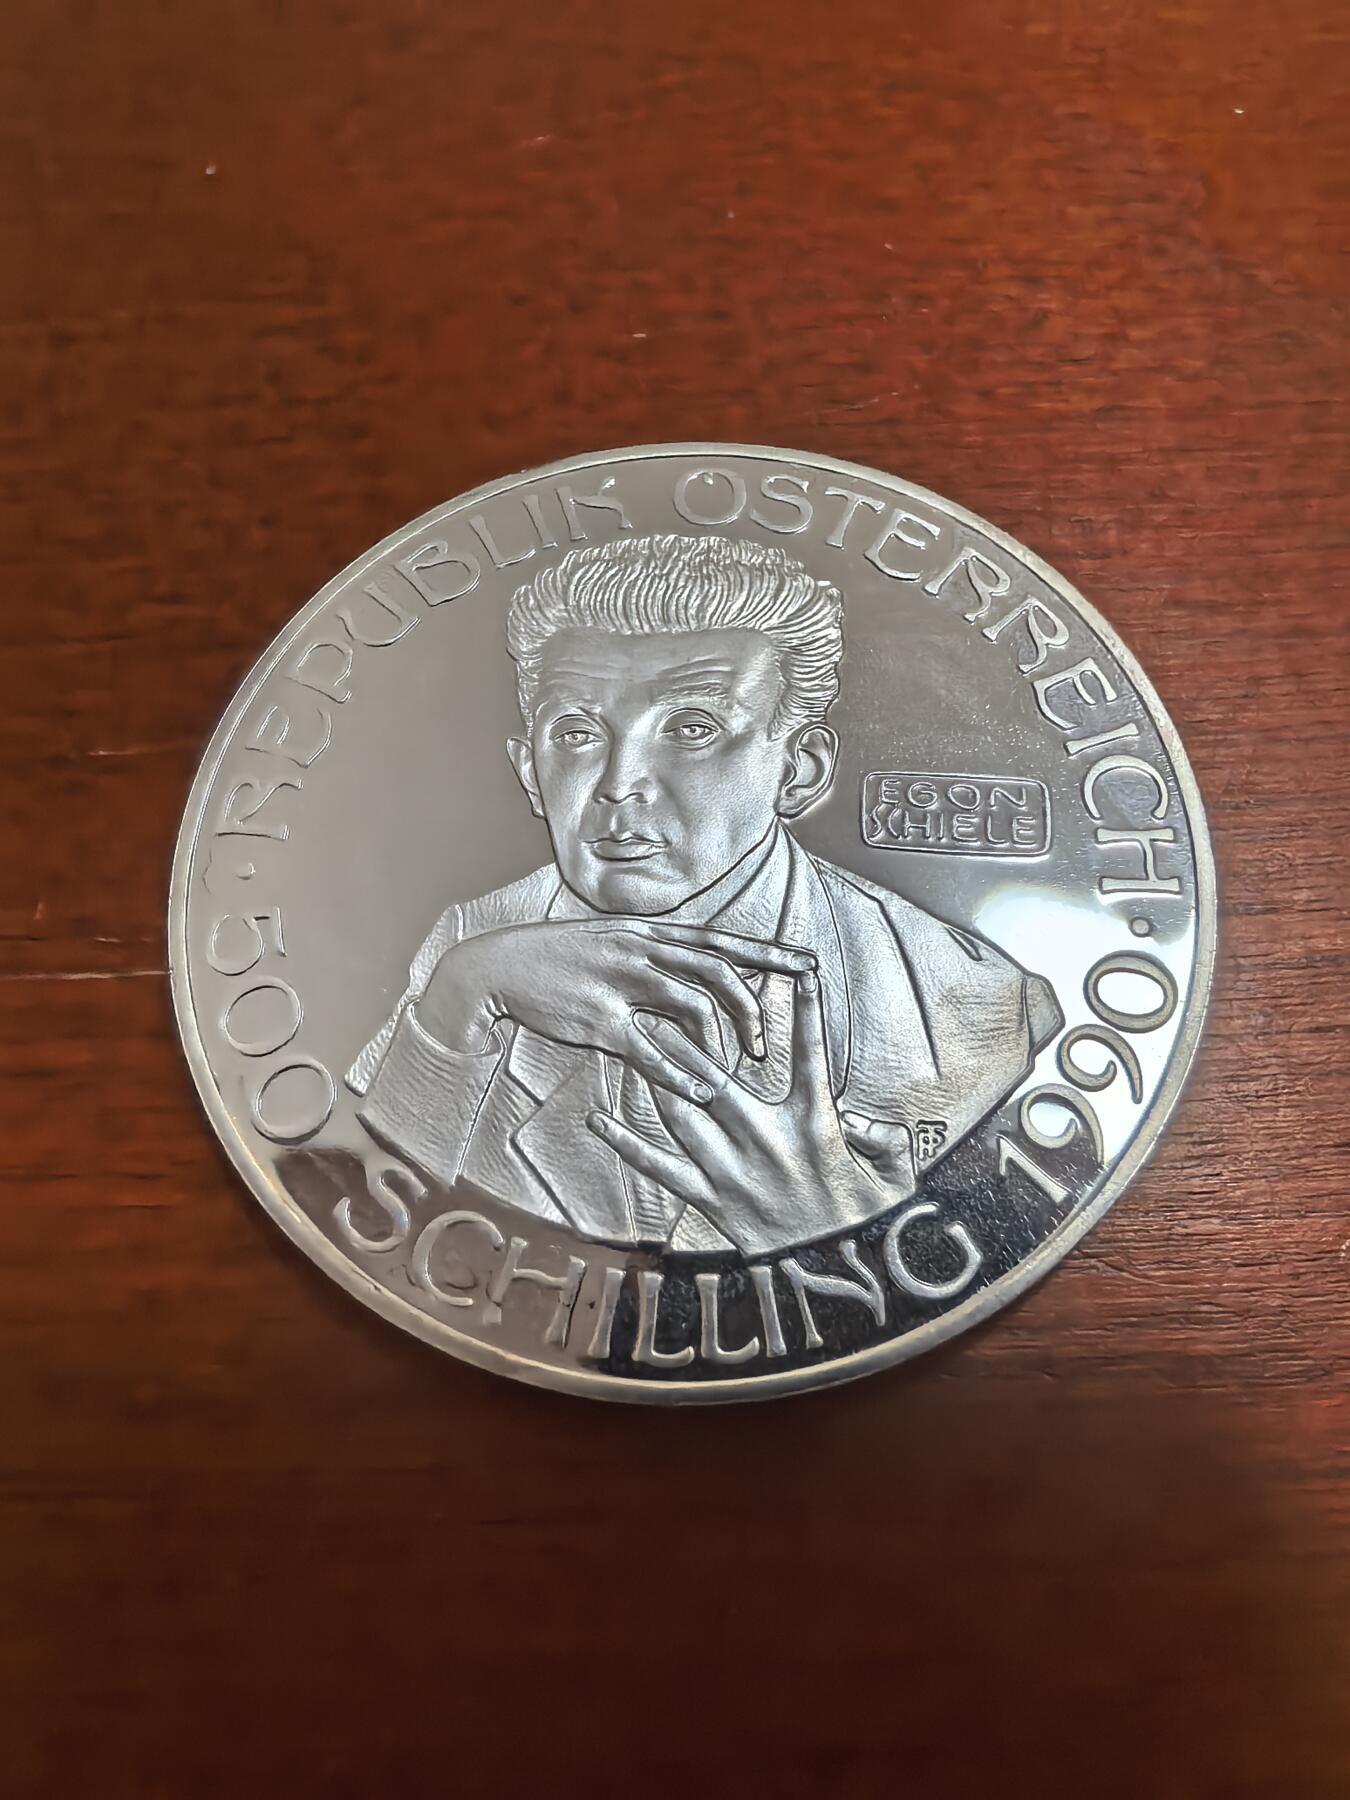 REPUBLIK ÖSTERREICH · 1990
500 SCHILLING
EGON
SCHIELE